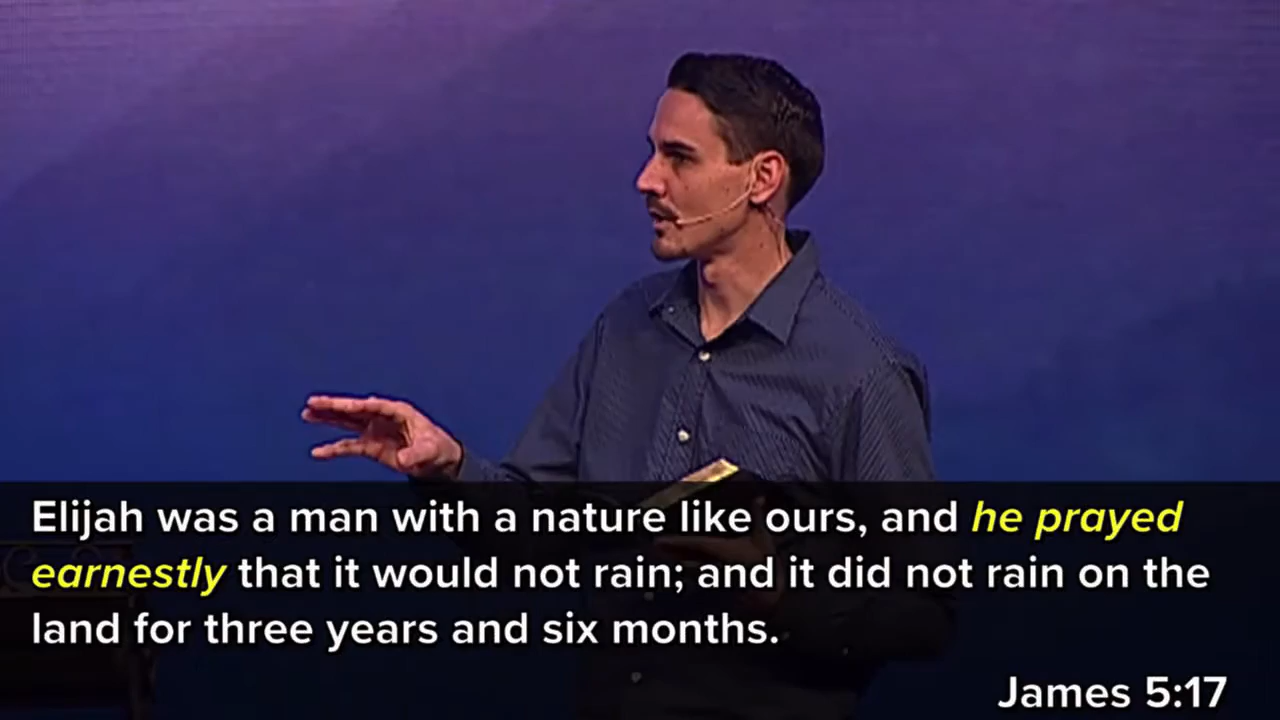 Elijah was a man with a nature like ours, and he prayed
earnestly that it would not rain; and it did not rain on the
land for three years and six months.
James 5:17